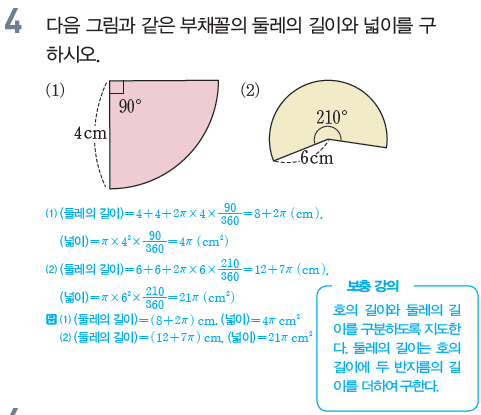 4 다음 그림과 같은 부채꼴의 둘레의 길이와 넓이를 구
하시오.
(1) (2)
90° 210°
4cm
6cm
(1) (둘레의 길이)=4+4+2π×4×90/360=8+2π (cm).
(넓이)=π×4²×90/360=4π (cm²)
(2) (둘레의 길이)=6+6+2π×6×210/360=12+7π (cm).
(넓이)=π×6²×210/360=21π (cm²)
답 (1) (둘레의 길이)=(8+2π) cm, (넓이)=4π cm²
(2) (둘레의 길이)=(12+7π) cm, (넓이)=21π cm²
보충 강의
호의 길이와 둘레의 길
이를 구분하도록 지도한
다. 둘레의 길이는 호의
길이에 두 반지름의 길
이를 더하여 구한다.